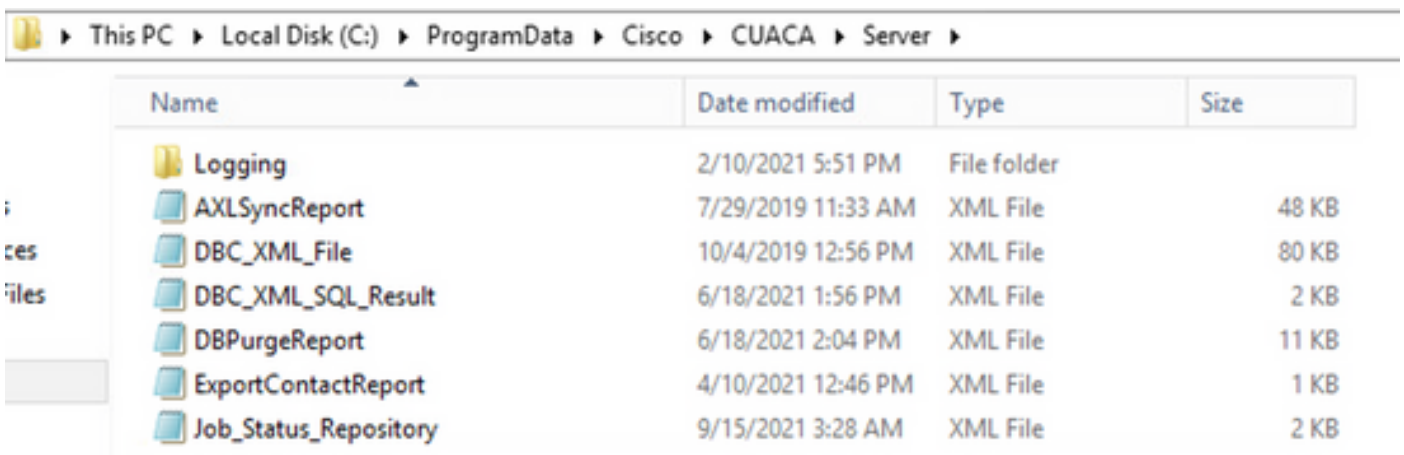 This PC Local Disk (C:) ProgramData Cisco CUACA Server
Name Date modified Type Size
Logging 2/10/2021 5:51 PM File folder
AXLSyncReport 7/29/2019 11:33 AM XML File 48 KB
DBC_XML_File 10/4/2019 12:56 PM XML File 80 KB
ces
DBC_XML_SQL_Result 6/18/2021 1:56 PM XML File 2 KB
DBPurgeReport 6/18/2021 2:04 PM XML File 11 KB
ExportContactReport 4/10/2021 12:46 PM XML File 1 KB
Job_Status_Repository 9/15/2021 3:28 AM XML File 2 KB